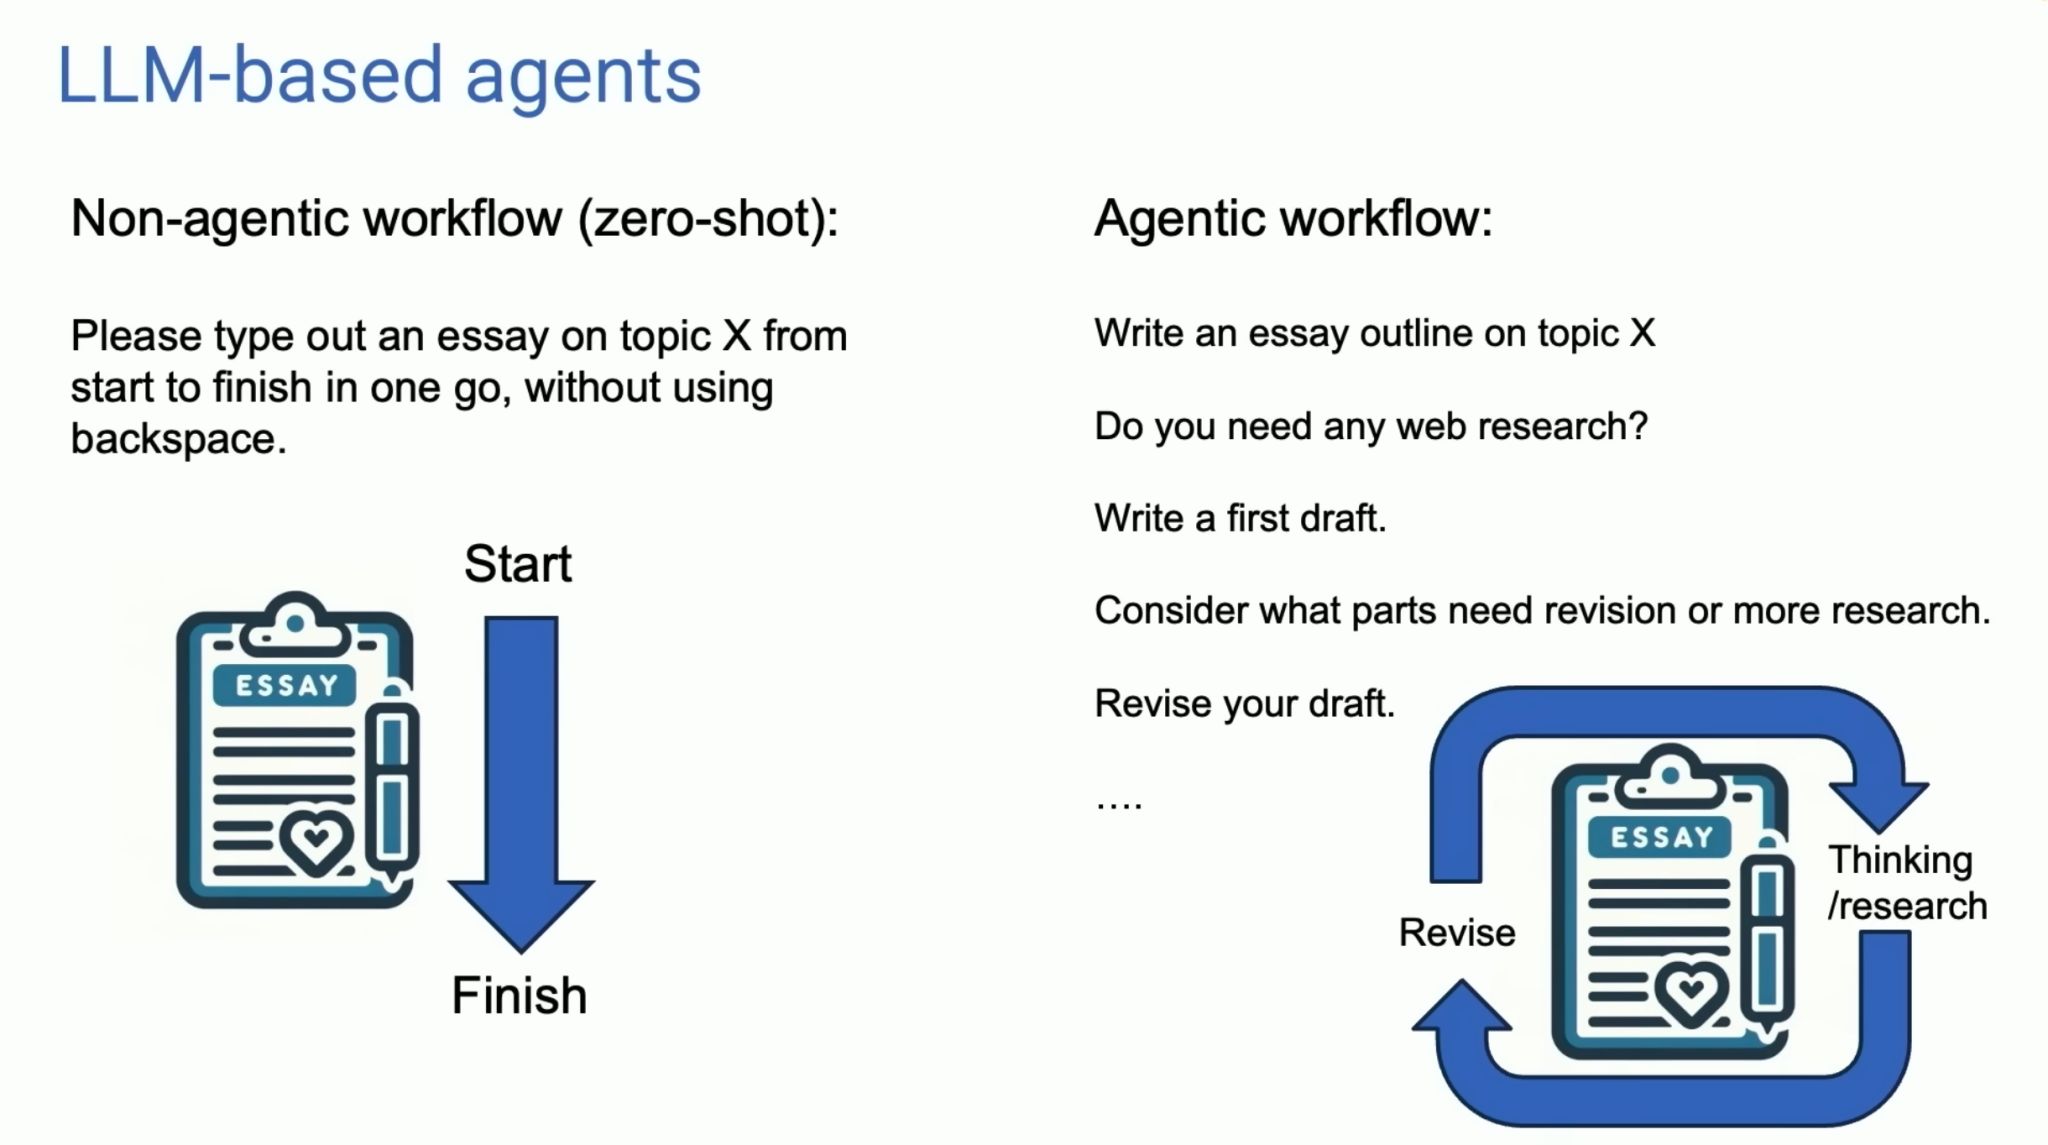 LLM-based agents
Non-agentic workflow (zero-shot):
Please type out an essay on topic X from
start to finish in one go, without using
backspace.
Start
ESSAY
Finish
Agentic workflow:
Write an essay outline on topic X
Do you need any web research?
Write a first draft.
Consider what parts need revision or more research.
Revise your draft.
....
ESSAY
Thinking
/research
Revise